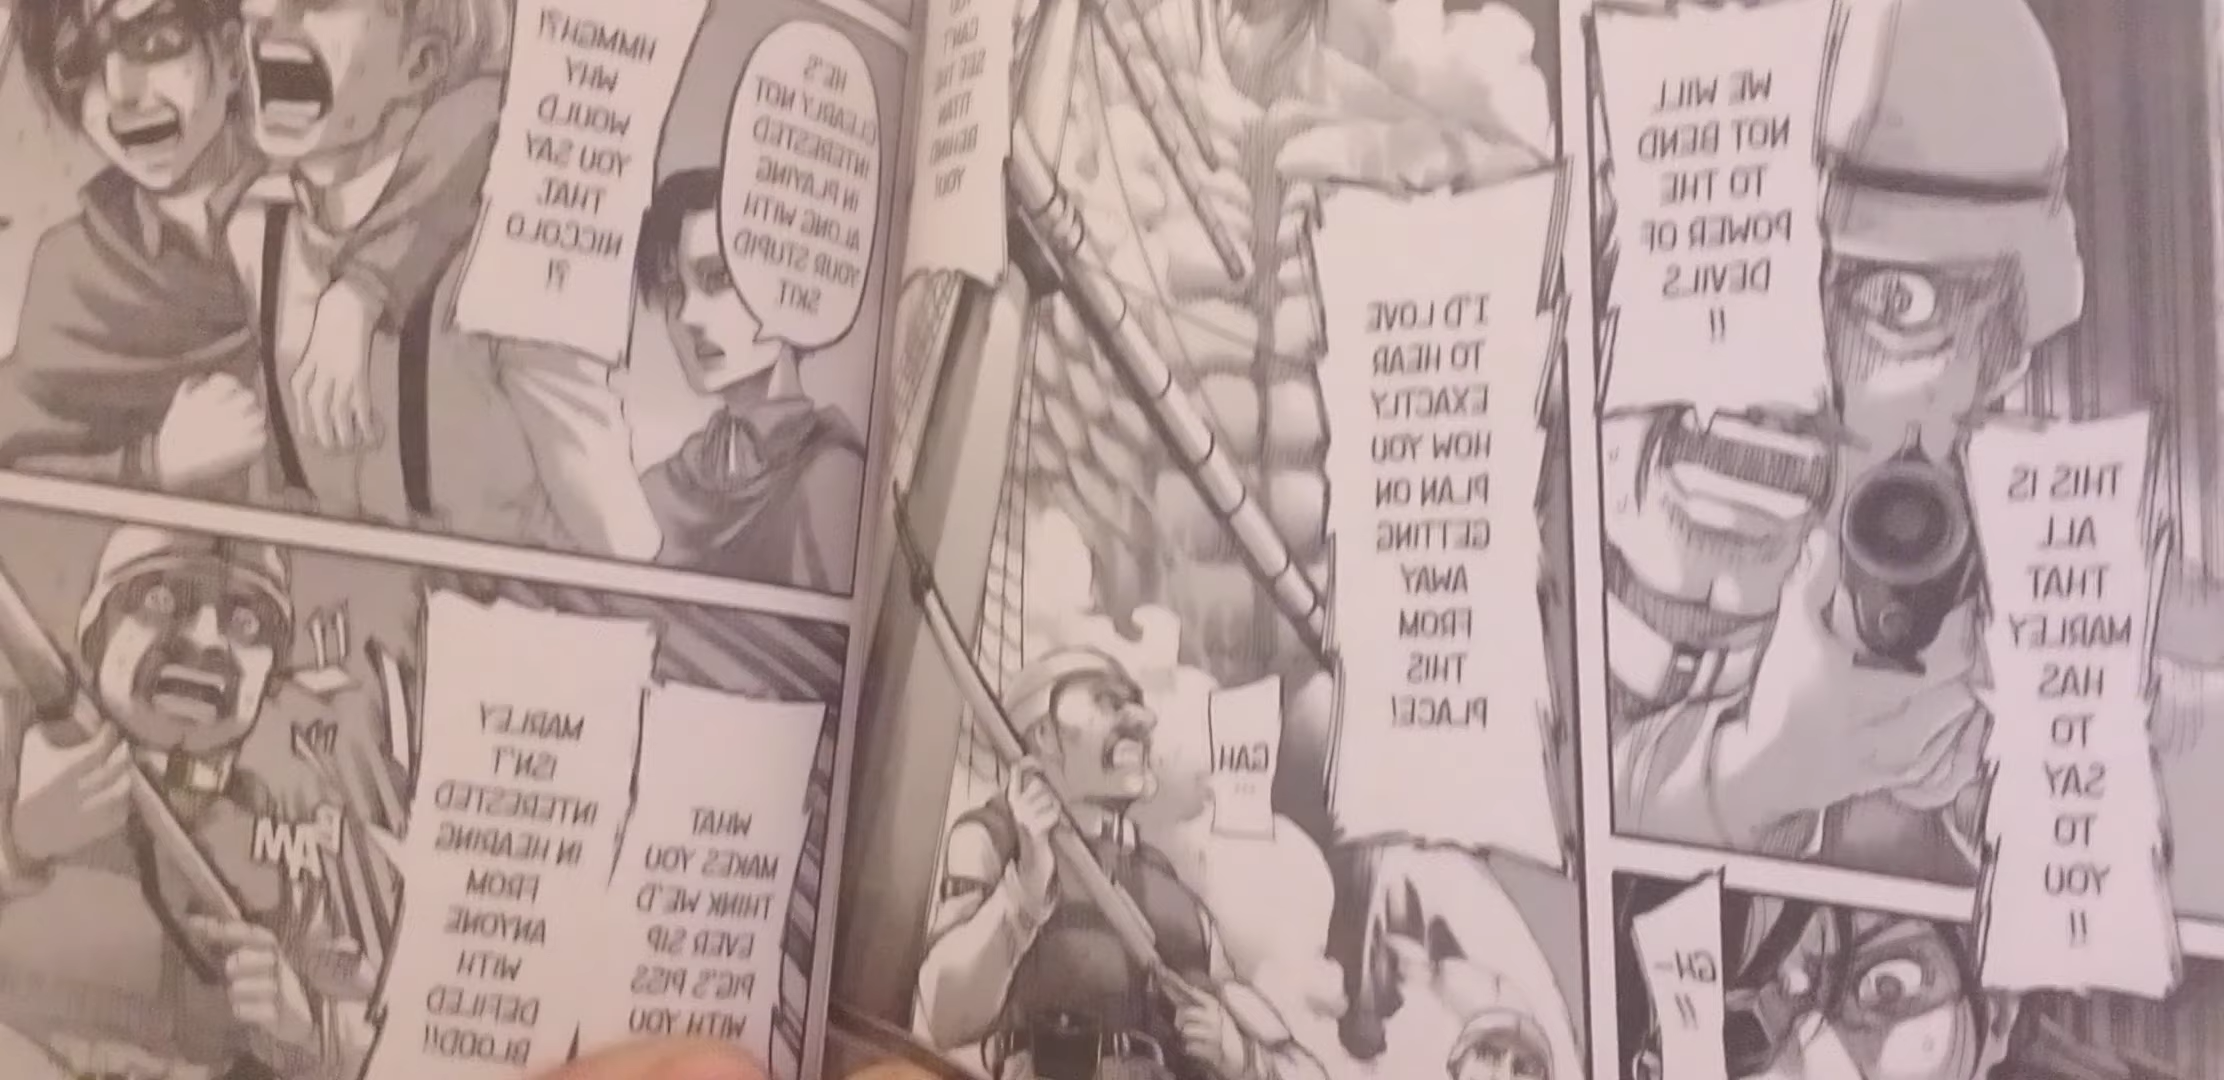 HMMGH?!
WHY
WOULD
YOU SAY
THAT,
NICCOLO
?!
HE'S
CLEARLY NOT
INTERESTED
IN PLAYING
ALONG WITH
YOUR STUPID
SKIT
BAM
MARLEY
ISN'T
INTERESTED
IN HEARING
FROM
ANYONE
WITH
DEFILED
BLOOD!!
WHAT
MAKES YOU
THINK WE'D
EVER SIP
PIG'S PISS
WITH YOU
CAN'T
SEE THE
TITAN
BEHIND
YOU?
GAH
...
I'D LOVE
TO HEAR
EXACTLY
HOW YOU
PLAN ON
GETTING
AWAY
FROM
THIS
PLACE!
WE WILL
NOT BEND
TO THE
POWER OF
DEVILS
!!
THIS IS
ALL
THAT
MARLEY
HAS
TO
SAY
TO
YOU
!!
GH-
!!